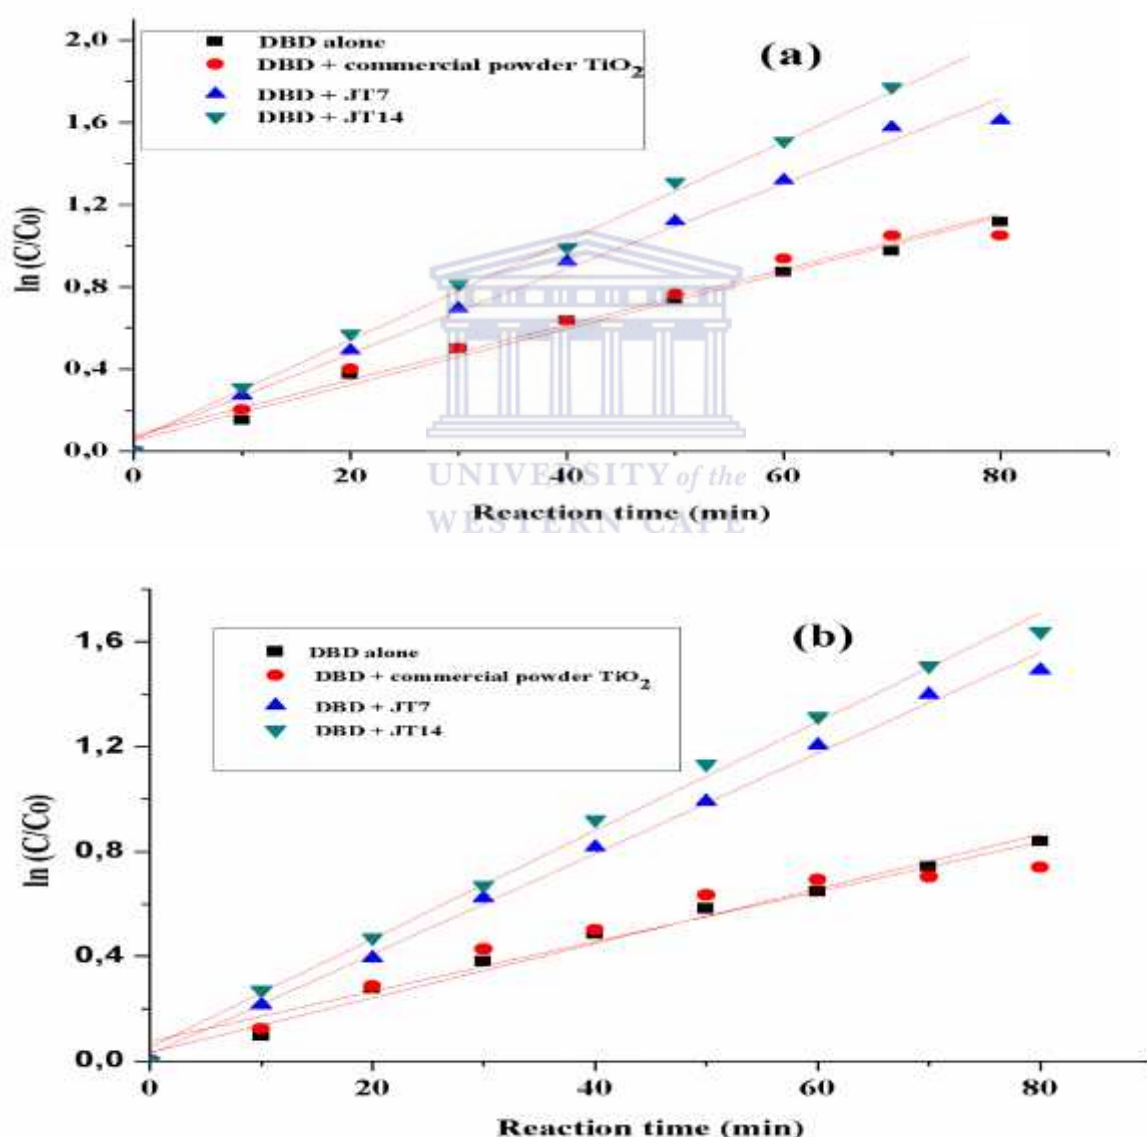 2,0
1,6
1,2
0,8
0,4
0,0
ln (C/Co)
DBD alone
DBD + commercial powder TiO2
DBD + JT7
DBD + JT14
(a)
0 20 40 60 80
UNIVERSITY of the
Reaction time (min)
WESTERN CAPE
1,6
1,2
0,8
0,4
0,0
ln (C/Co)
DBD alone
DBD + commercial powder TiO2
DBD + JT7
DBD + JT14
(b)
0 20 40 60 80
Reaction time (min)